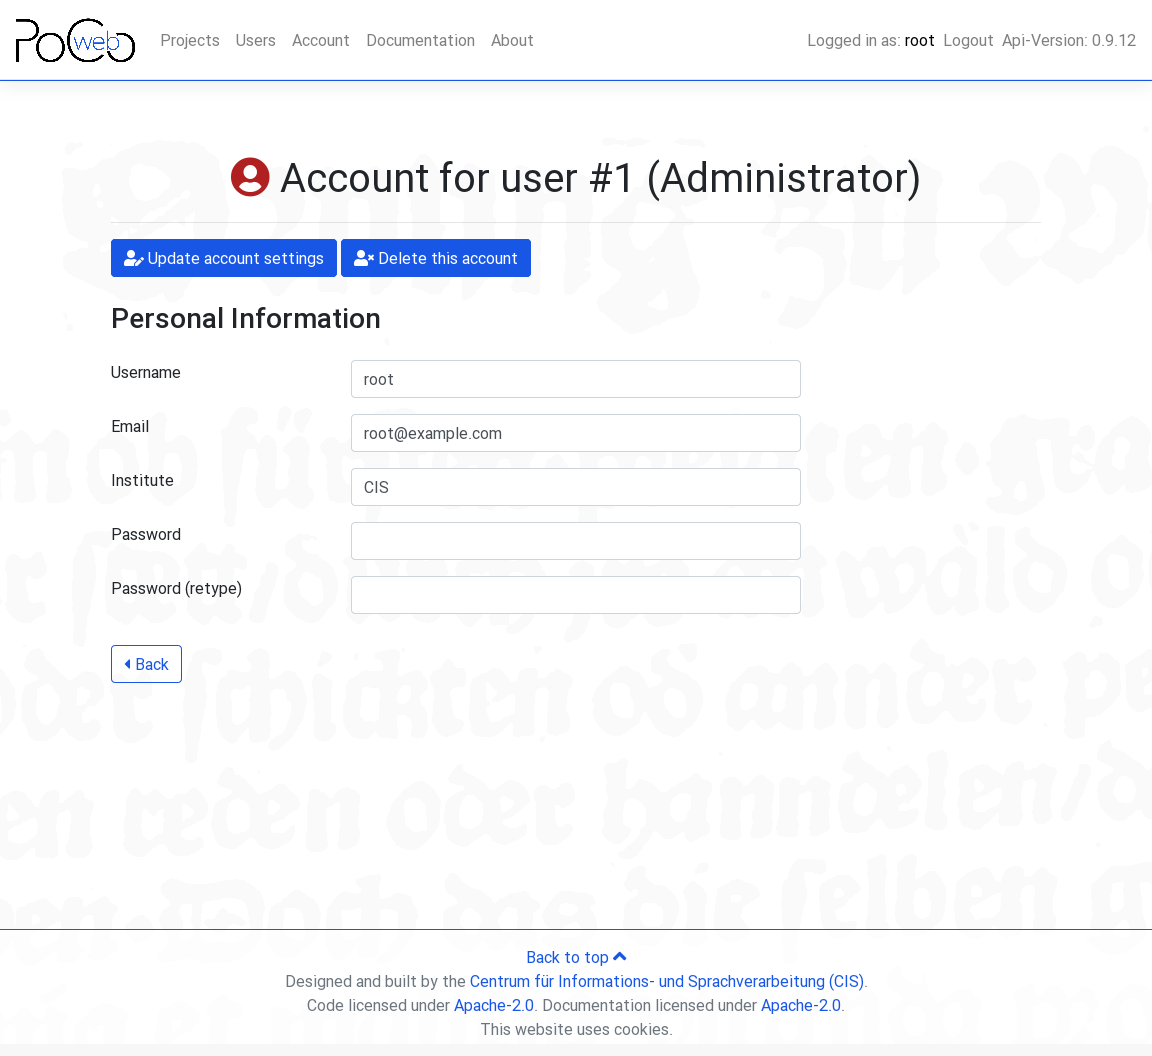 PoCoweb
Projects Users Account Documentation About
Logged in as: root Logout Api-Version: 0.9.12
Account for user #1 (Administrator)
Update account settings Delete this account
Personal Information
Username root
Email root@example.com
Institute CIS
Password
Password (retype)
Back
Back to top
Designed and built by the Centrum für Informations- und Sprachverarbeitung (CIS).
Code licensed under Apache-2.0. Documentation licensed under Apache-2.0.
This website uses cookies.